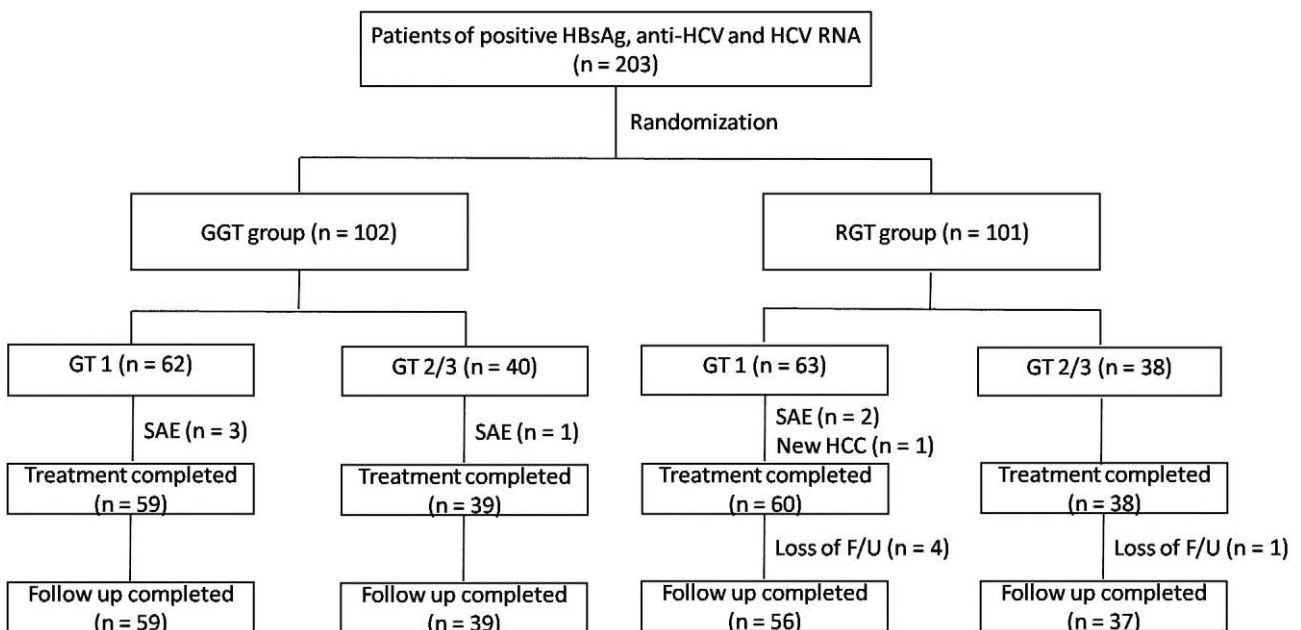 Patients of positive HBsAg, anti-HCV and HCV RNA
(n = 203)
Randomization
GGT group (n = 102)
RGT group (n = 101)
GT 1 (n = 62)
GT 2/3 (n = 40)
GT 1 (n = 63)
GT 2/3 (n = 38)
SAE (n = 3)
SAE (n = 1)
SAE (n = 2)
New HCC (n = 1)
Treatment completed
(n = 59)
Treatment completed
(n = 39)
Treatment completed
(n = 60)
Treatment completed
(n = 38)
Loss of F/U (n = 4)
Loss of F/U (n = 1)
Follow up completed
(n = 59)
Follow up completed
(n = 39)
Follow up completed
(n = 56)
Follow up completed
(n = 37)